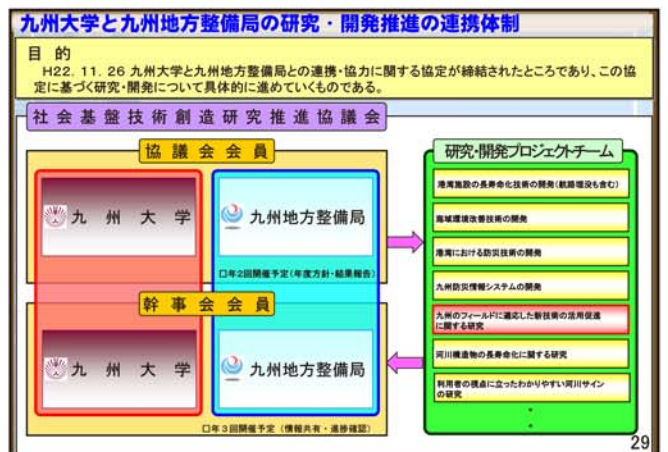 九州大学と九州地方整備局の研究・開発推進の連携体制
目 的
H22. 11. 26 九州大学と九州地方整備局との連携・協力に関する協定が締結されたところであり、この協
定に基づく研究・開発について具体的に進めていくものである。
社会基盤技術創造研究推進協議会
協議会会員
九州大学
九州地方整備局
□年2回開催予定(年度方針・結果報告)
幹事会会員
九州大学
九州地方整備局
□年3回開催予定(情報共有・進捗確認)
研究・開発プロジェクトチーム
港湾施設の長寿命化技術の開発(航路埋没も含む)
海域環境改善技術の開発
港湾における防災技術の開発
九州防災情報システムの開発
九州のフィールドに適応した新技術の活用促進
に関する研究
河川構造物の長寿命化に関する研究
利用者の視点に立ったわかりやすい河川サイン
の研究
29